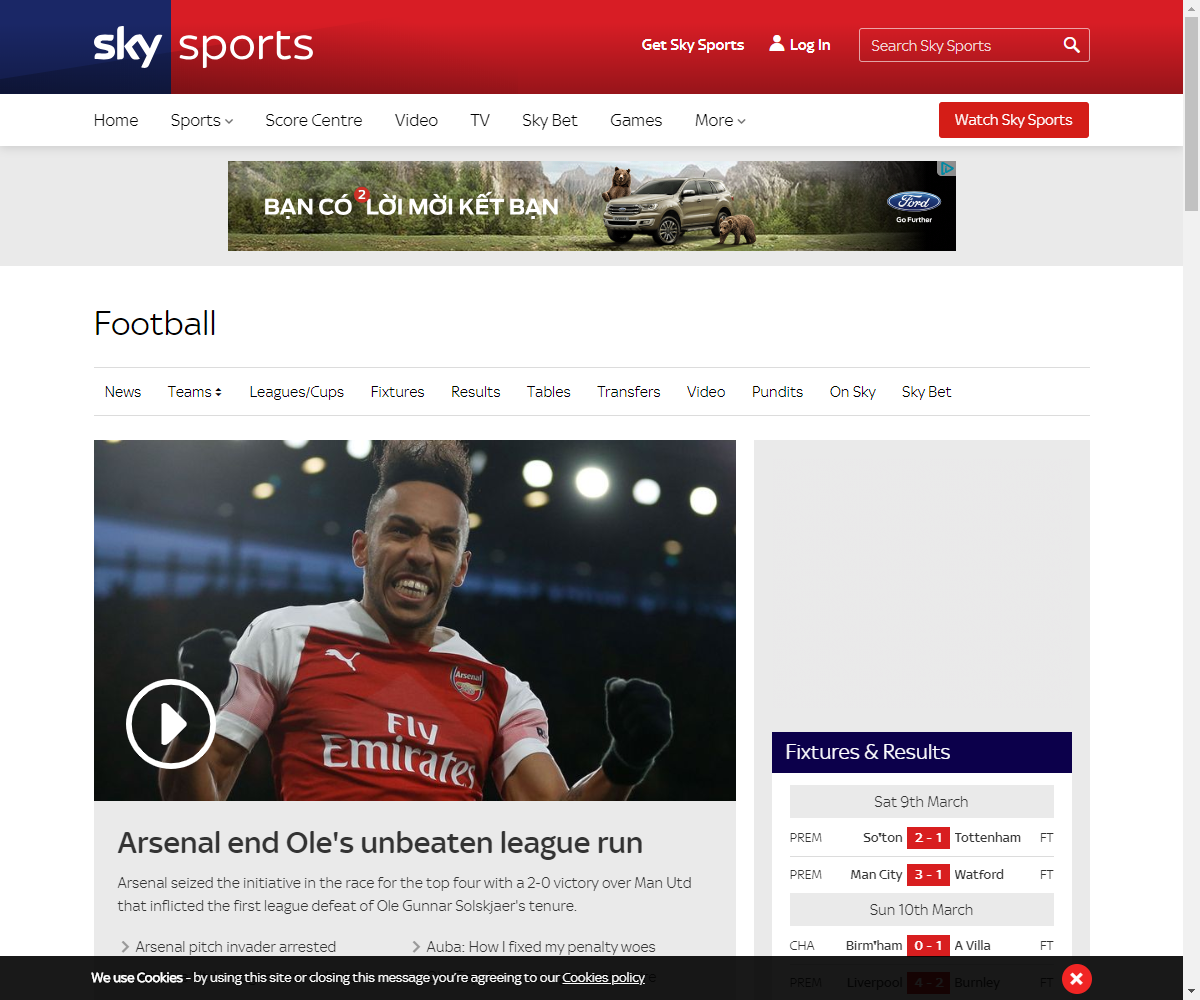 sky sports
Get Sky Sports
Log In
Search Sky Sports
Home
Sports
Score Centre
Video
TV
Sky Bet
Games
More
Watch Sky Sports
BẠN CÓ 2 LỜI MỜI KẾT BẠN
Ford
Go Further
Football
News
Teams
Leagues/Cups
Fixtures
Results
Tables
Transfers
Video
Pundits
On Sky
Sky Bet
Arsenal
Fly
Emirates
Arsenal end Ole's unbeaten league run
Arsenal seized the initiative in the race for the top four with a 2-0 victory over Man Utd
that inflicted the first league defeat of Ole Gunnar Solskjaer's tenure.
Arsenal pitch invader arrested
Auba: How I fixed my penalty woes
Fixtures & Results
Sat 9th March
PREM So'ton 2 - 1 Tottenham FT
PREM Man City 3 - 1 Watford FT
Sun 10th March
CHA Birm'ham 0 - 1 A Villa FT
PREM Liverpool 4 - 2 Burnley FT
We use Cookies - by using this site or closing this message you're agreeing to our Cookies policy